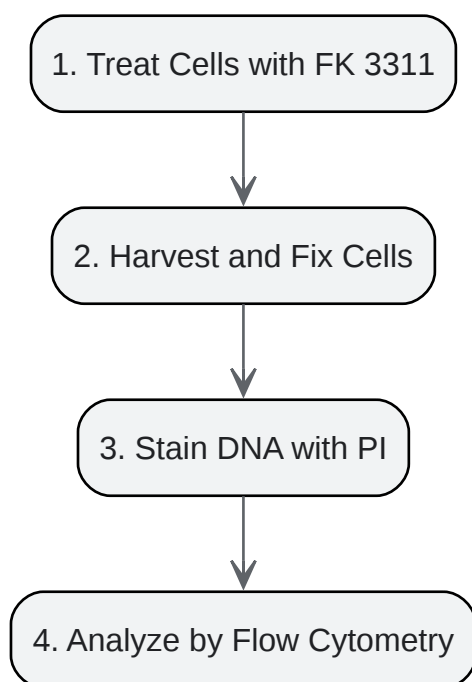 1. Treat Cells with FK 3311
2. Harvest and Fix Cells
3. Stain DNA with PI
4. Analyze by Flow Cytometry